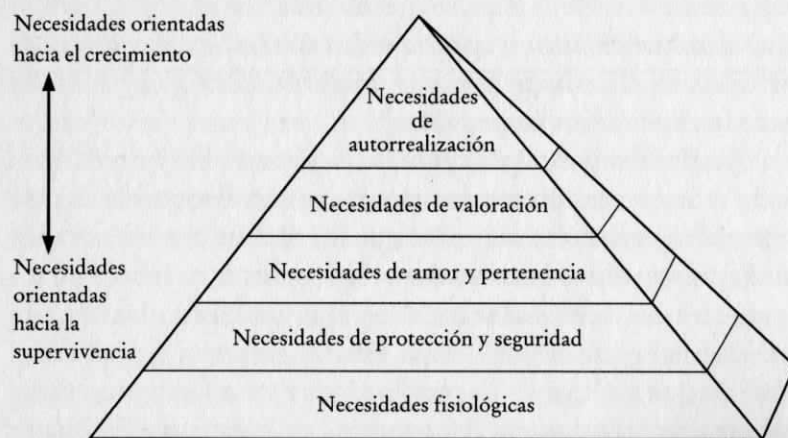 Necesidades orientadas
hacia el crecimiento
Necesidades
orientadas
hacia la
supervivencia
Necesidades
de
autorrealización
Necesidades de valoración
Necesidades de amor y pertenencia
Necesidades de protección y seguridad
Necesidades fisiológicas